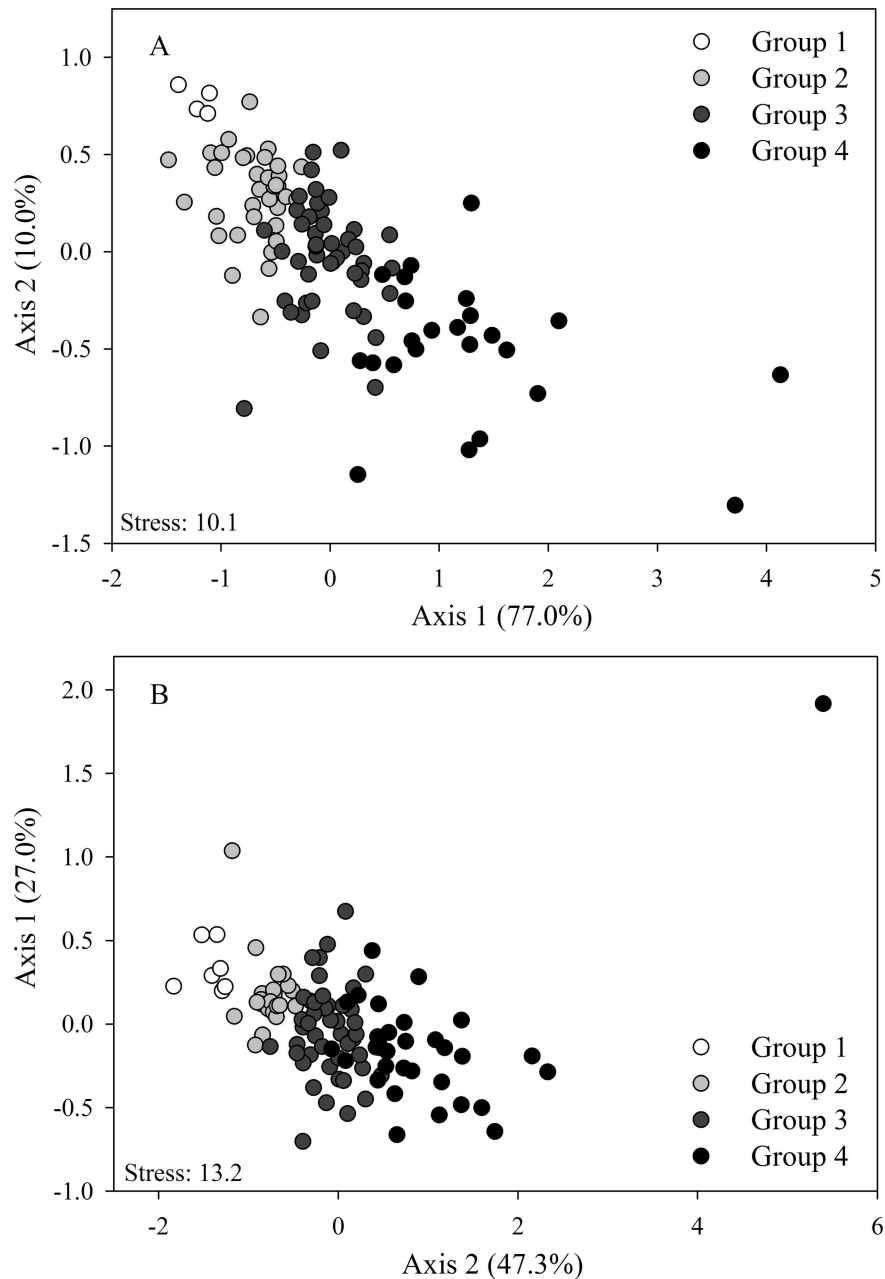 A
Group 1
Group 2
Group 3
Group 4
1.0
0.5
0.0
-0.5
-1.0
-1.5
Axis 2 (10.0%)
Stress: 10.1
-2 -1 0 1 2 3 4 5
Axis 1 (77.0%)
B
2.0
1.5
1.0
0.5
0.0
-0.5
-1.0
Axis 1 (27.0%)
Group 1
Group 2
Group 3
Group 4
Stress: 13.2
-2 0 2 4 6
Axis 2 (47.3%)